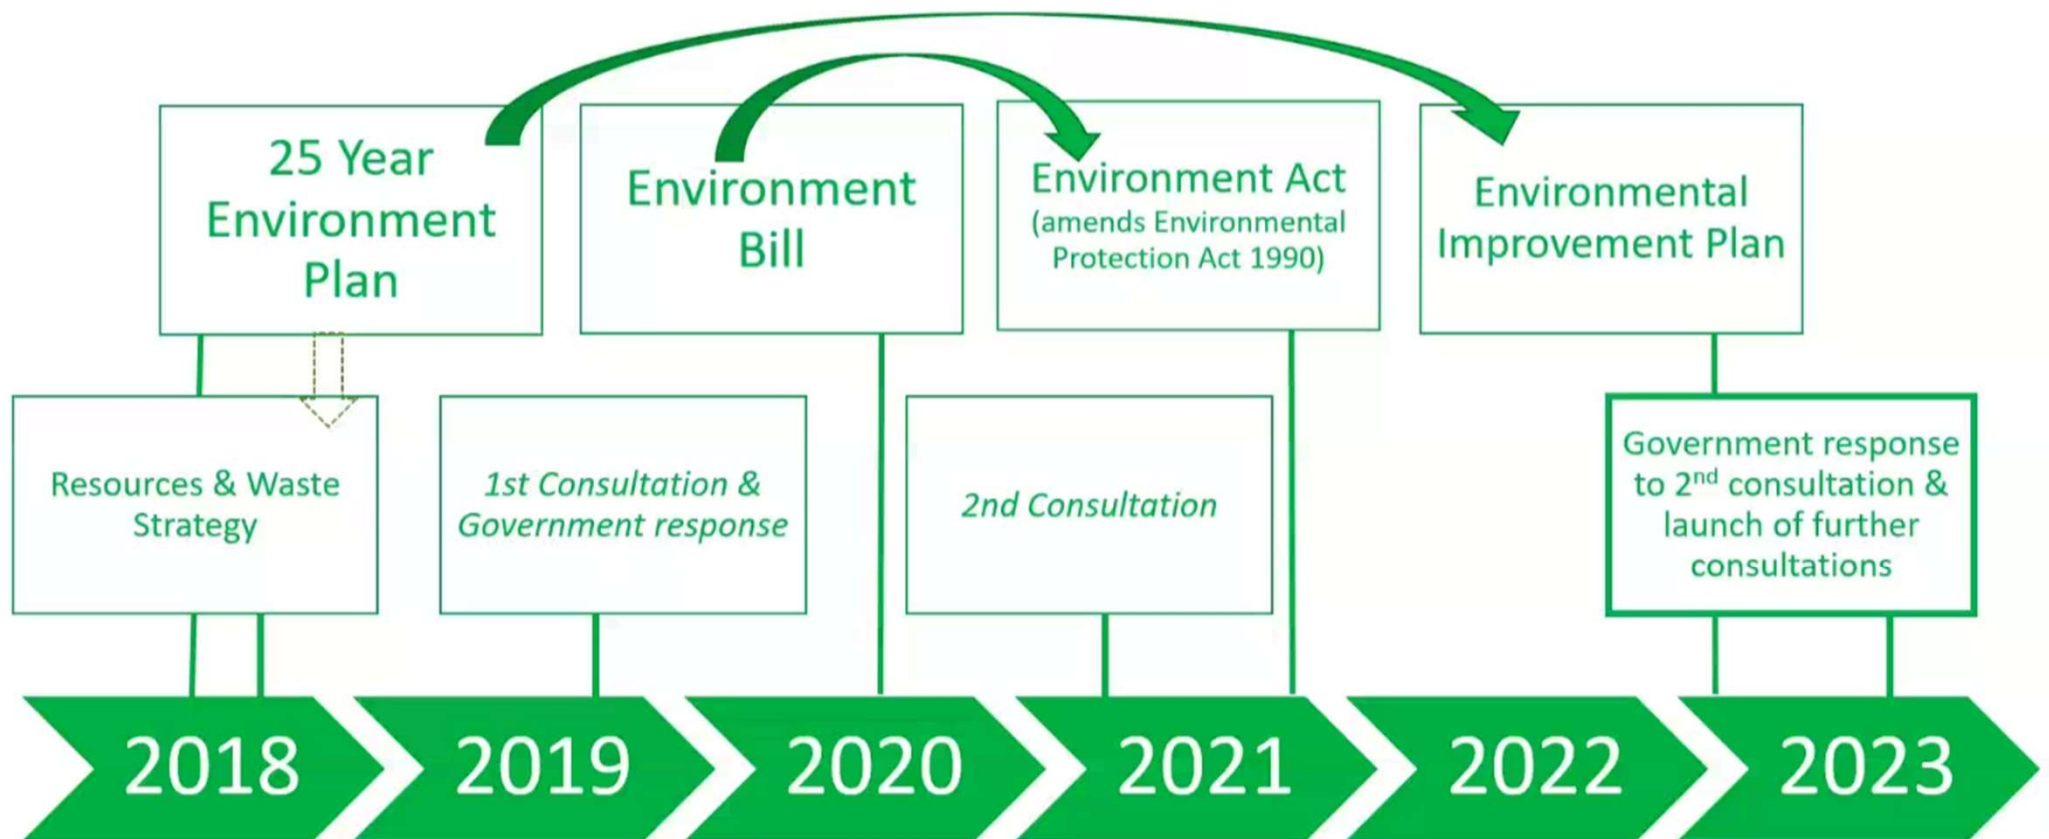 25 Year
Environment
Plan
Environment
Bill
Environment Act
(amends Environmental
Protection Act 1990)
Environmental
Improvement Plan
Resources & Waste
Strategy
1st Consultation &
Government response
2nd Consultation
Government response
to 2nd consultation &
launch of further
consultations
2018
2019
2020
2021
2022
2023